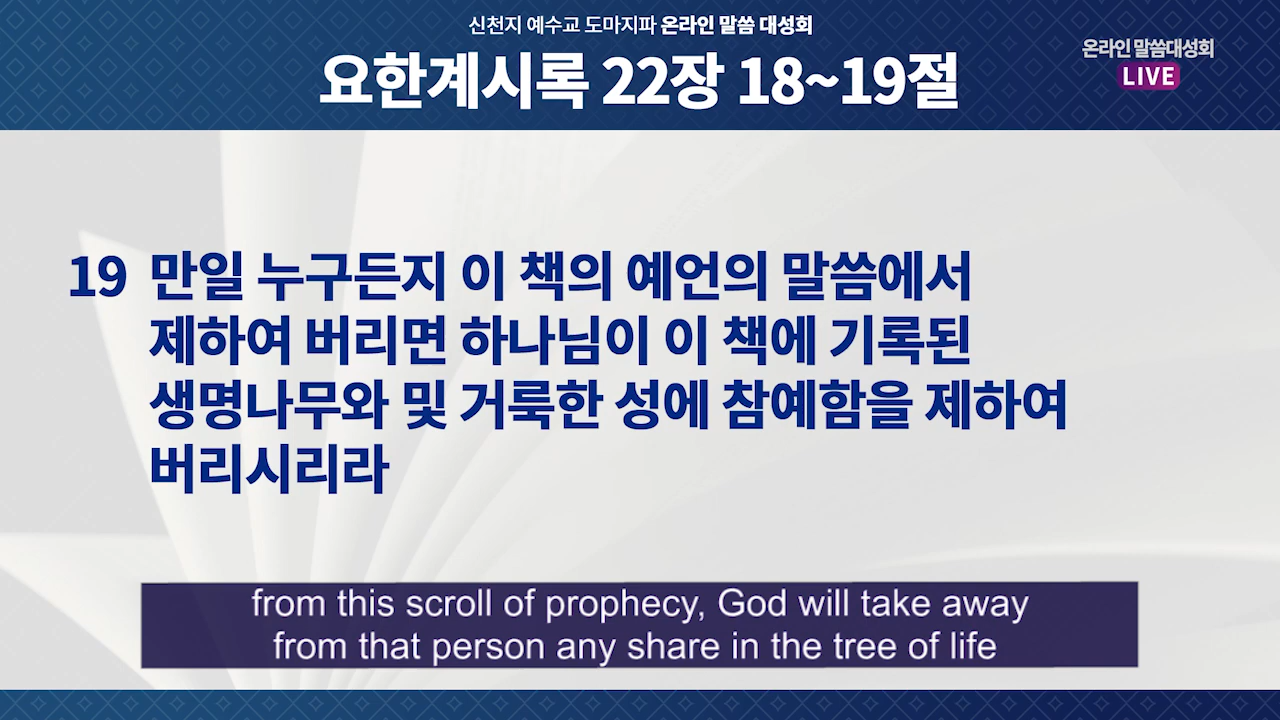 신천지 예수교 도마지파 온라인 말씀 대성회
요한계시록 22장 18~19절
온라인 말씀대성회
LIVE
19 만일 누구든지 이 책의 예언의 말씀에서
제하여 버리면 하나님이 이 책에 기록된
생명나무와 및 거룩한 성에 참예함을 제하여
버리시리라
from this scroll of prophecy, God will take away
from that person any share in the tree of life